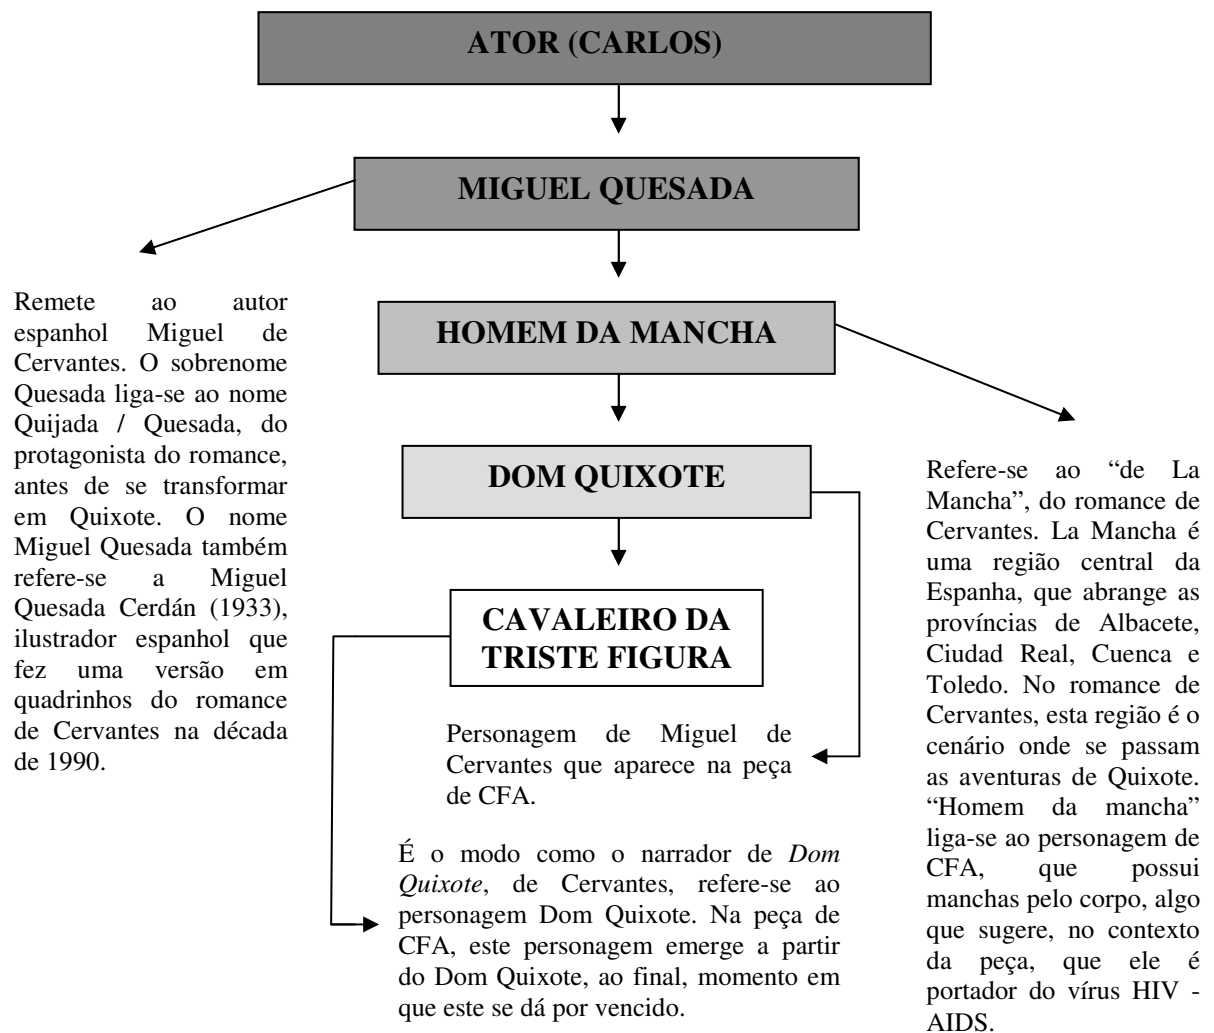 ATOR (CARLOS)
MIGUEL QUESADA
HOMEM DA MANCHA
DOM QUIXOTE
CAVALEIRO DA
TRISTE FIGURA
Remete ao autor
espanhol Miguel de
Cervantes. O sobrenome
Quesada liga-se ao nome
Quijada / Quesada, do
protagonista do romance,
antes de se transformar
em Quixote. O nome
Miguel Quesada também
refere-se a Miguel
Quesada Cerdán (1933),
ilustrador espanhol que
fez uma versão em
quadrinhos do romance
de Cervantes na década
de 1990.
Refere-se ao “de La
Mancha”, do romance de
Cervantes. La Mancha é
uma região central da
Espanha, que abrange as
províncias de Albacete,
Ciudad Real, Cuenca e
Toledo. No romance de
Cervantes, esta região é o
cenário onde se passam
as aventuras de Quixote.
“Homem da mancha”
liga-se ao personagem de
CFA, que possui
manchas pelo corpo, algo
que sugere, no contexto
da peça, que ele é
portador do vírus HIV -
AIDS.
Personagem de Miguel de
Cervantes que aparece na peça
de CFA.
É o modo como o narrador de Dom
Quixote, de Cervantes, refere-se ao
personagem Dom Quixote. Na peça de
CFA, este personagem emerge a partir
do Dom Quixote, ao final, momento em
que este se dá por vencido.